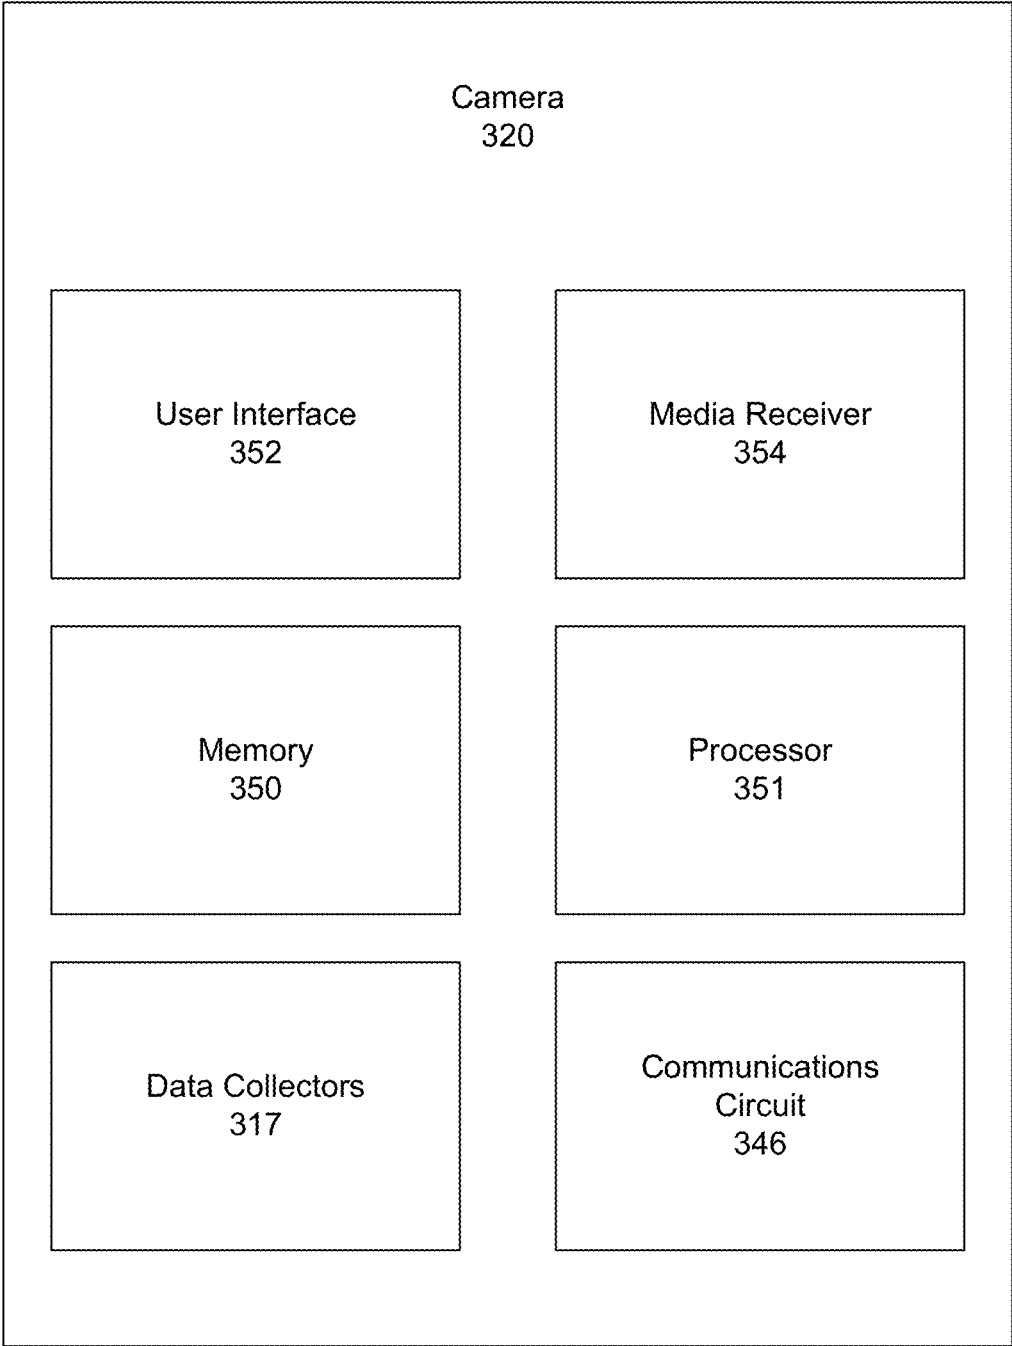 Camera
320
User Interface
352
Media Receiver
354
Memory
350
Processor
351
Data Collectors
317
Communications
Circuit
346